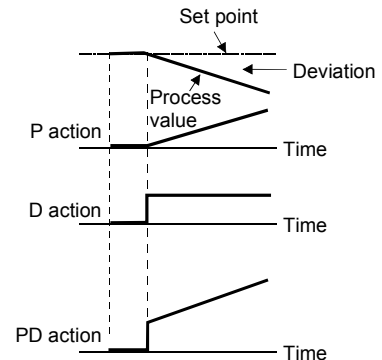 Set point
Deviation
Process
value
P action
Time
D action
Time
PD action
Time